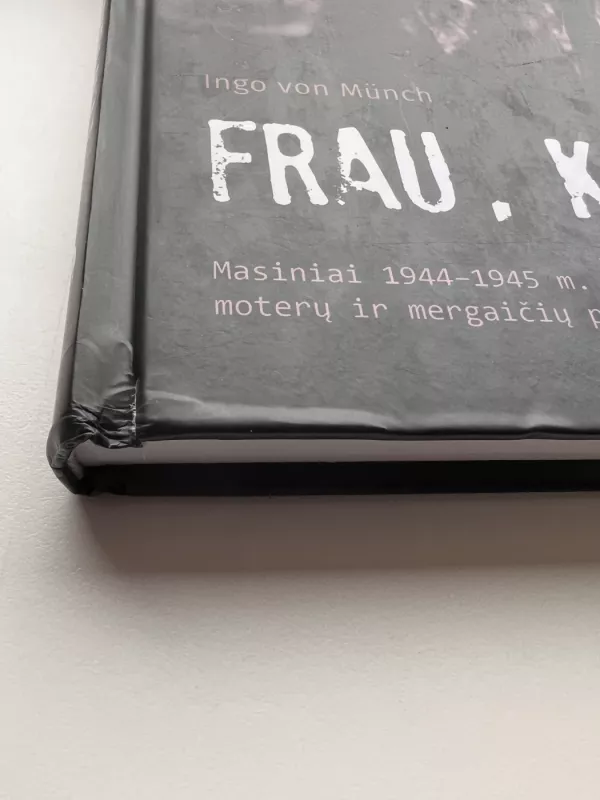 Ingo von Münch
FRAU, K
Masiniai 1944–1945 m.
moterų ir mergaičių p